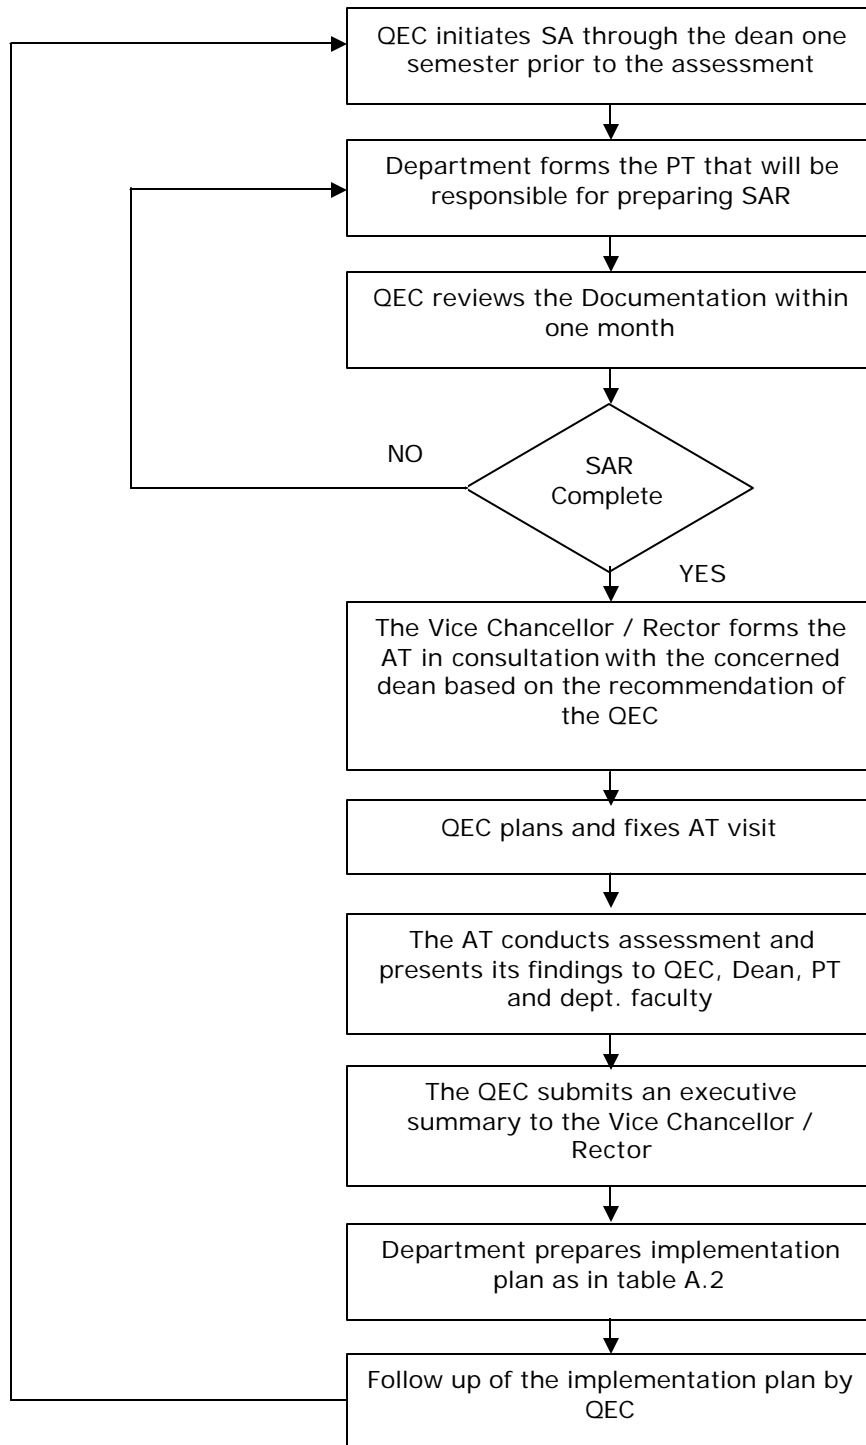 QEC initiates SA through the dean one
semester prior to the assessment
Department forms the PT that will be
responsible for preparing SAR
QEC reviews the Documentation within
one month
NO
SAR
Complete
YES
The Vice Chancellor / Rector forms the
AT in consultation with the concerned
dean based on the recommendation of
the QEC
QEC plans and fixes AT visit
The AT conducts assessment and
presents its findings to QEC, Dean, PT
and dept. faculty
The QEC submits an executive
summary to the Vice Chancellor /
Rector
Department prepares implementation
plan as in table A.2
Follow up of the implementation plan by
QEC